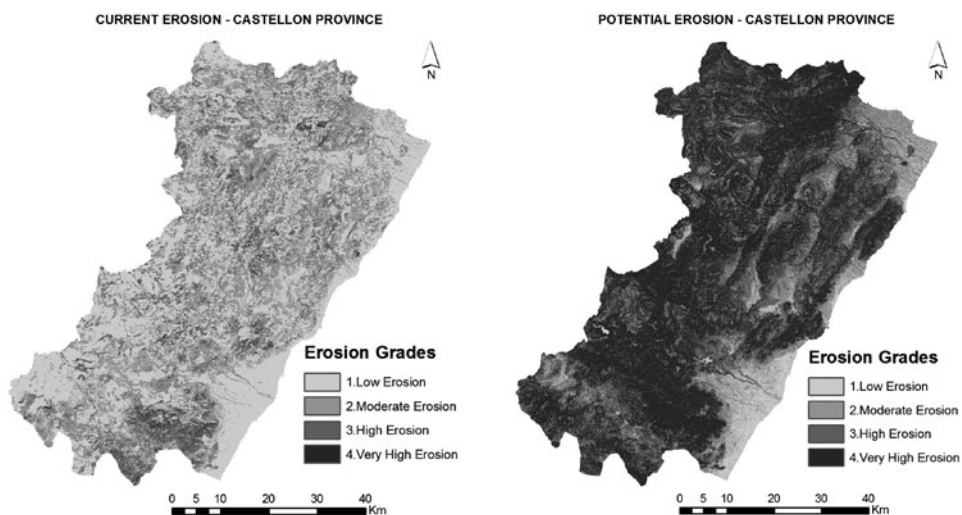 CURRENT EROSION - CASTELLON PROVINCE
N
Erosion Grades
1.Low Erosion
2.Moderate Erosion
3.High Erosion
4.Very High Erosion
0 5 10 20 30 40
Km
POTENTIAL EROSION - CASTELLON PROVINCE
N
Erosion Grades
1.Low Erosion
2.Moderate Erosion
3.High Erosion
4.Very High Erosion
0 5 10 20 30 40
Km